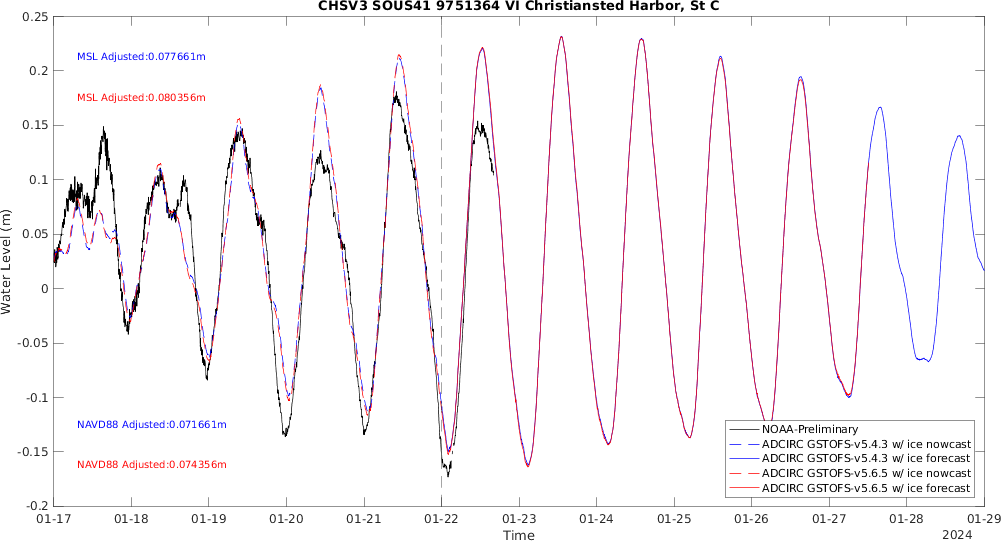 CHSV3 SOUS41 9751364 VI Christiansted Harbor, St C
0.25
0.2
0.15
0.1
0.05
0
-0.05
-0.1
-0.15
-0.2
Water Level (m)
MSL Adjusted:0.077661m
MSL Adjusted:0.080356m
NAVD88 Adjusted:0.071661m
NAVD88 Adjusted:0.074356m
NOAA-Preliminary
ADCIRC GSTOFS-v5.4.3 w/ ice nowcast
ADCIRC GSTOFS-v5.4.3 w/ ice forecast
ADCIRC GSTOFS-v5.6.5 w/ ice nowcast
ADCIRC GSTOFS-v5.6.5 w/ ice forecast
01-17 01-18 01-19 01-20 01-21 01-22 01-23 01-24 01-25 01-26 01-27 01-28 01-29
Time
2024